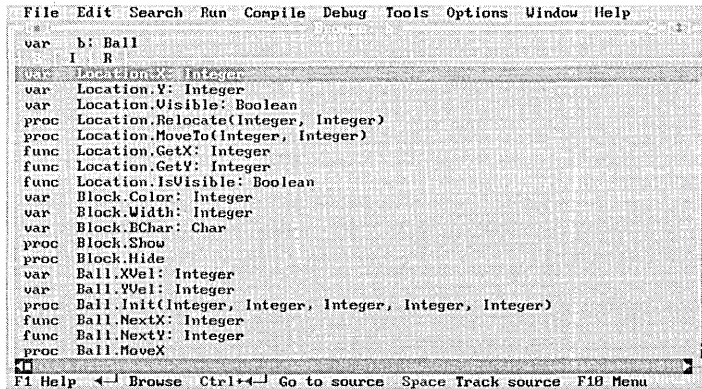 File Edit Search Run Compile Debug Tools Options Window Help
var b: Ball
I R
var Location.X: Integer
var Location.Y: Integer
var Location.Visible: Boolean
proc Location.Relocate(Integer, Integer)
proc Location.MoveTo(Integer, Integer)
func Location.GetX: Integer
func Location.GetY: Integer
func Location.IsVisible: Boolean
var Block.Color: Integer
var Block.Width: Integer
var Block.BChar: Char
proc Block.Show
proc Block.Hide
var Ball.XVel: Integer
var Ball.YVel: Integer
proc Ball.Init(Integer, Integer, Integer, Integer, Integer)
func Ball.NextX: Integer
func Ball.NextY: Integer
proc Ball.MoveX
F1 Help ◄┘ Browse Ctrl+◄┘ Go to source Space Track source F10 Menu